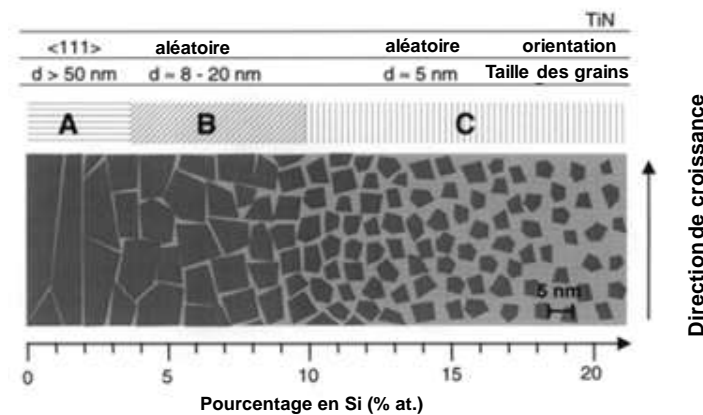 TiN
<111> aléatoire aléatoire orientation
d > 50 nm d ≈ 8 - 20 nm d ≈ 5 nm Taille des grains
A B C
5 nm
Direction de croissance
0 5 10 15 20
Pourcentage en Si (% at.)